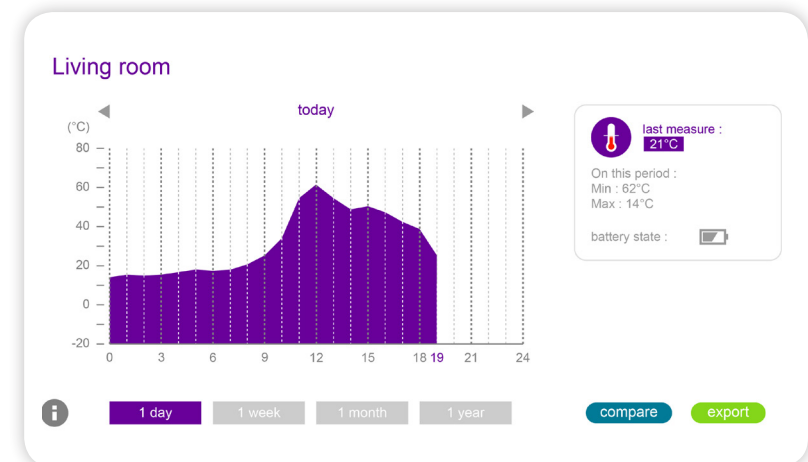 Living room
today
(°C)
80
60
40
20
0
-20
0 3 6 9 12 15 18 19 21 24
last measure :
21°C
On this period :
Min : 62°C
Max : 14°C
battery state :
i
1 day 1 week 1 month 1 year
compare export